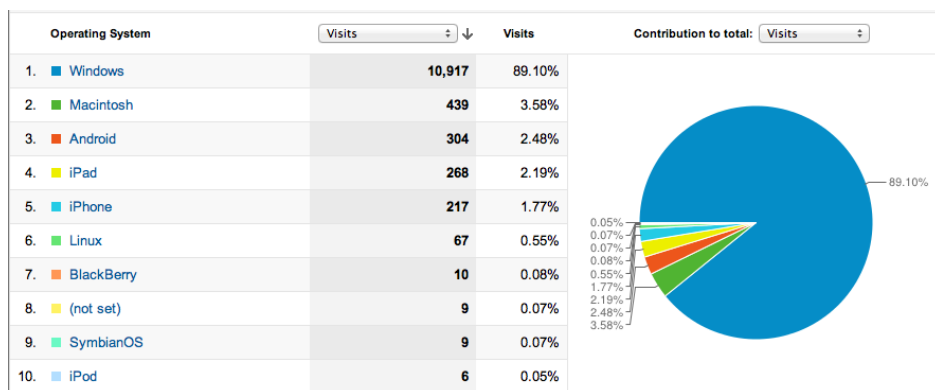 Operating System Visits Visits Contribution to total: Visits
1. Windows 10,917 89.10%
2. Macintosh 439 3.58%
3. Android 304 2.48%
4. iPad 268 2.19%
5. iPhone 217 1.77%
6. Linux 67 0.55%
7. BlackBerry 10 0.08%
8. (not set) 9 0.07%
9. SymbianOS 9 0.07%
10. iPod 6 0.05%
89.10%
0.05%
0.07%
0.07%
0.08%
0.55%
1.77%
2.19%
2.48%
3.58%